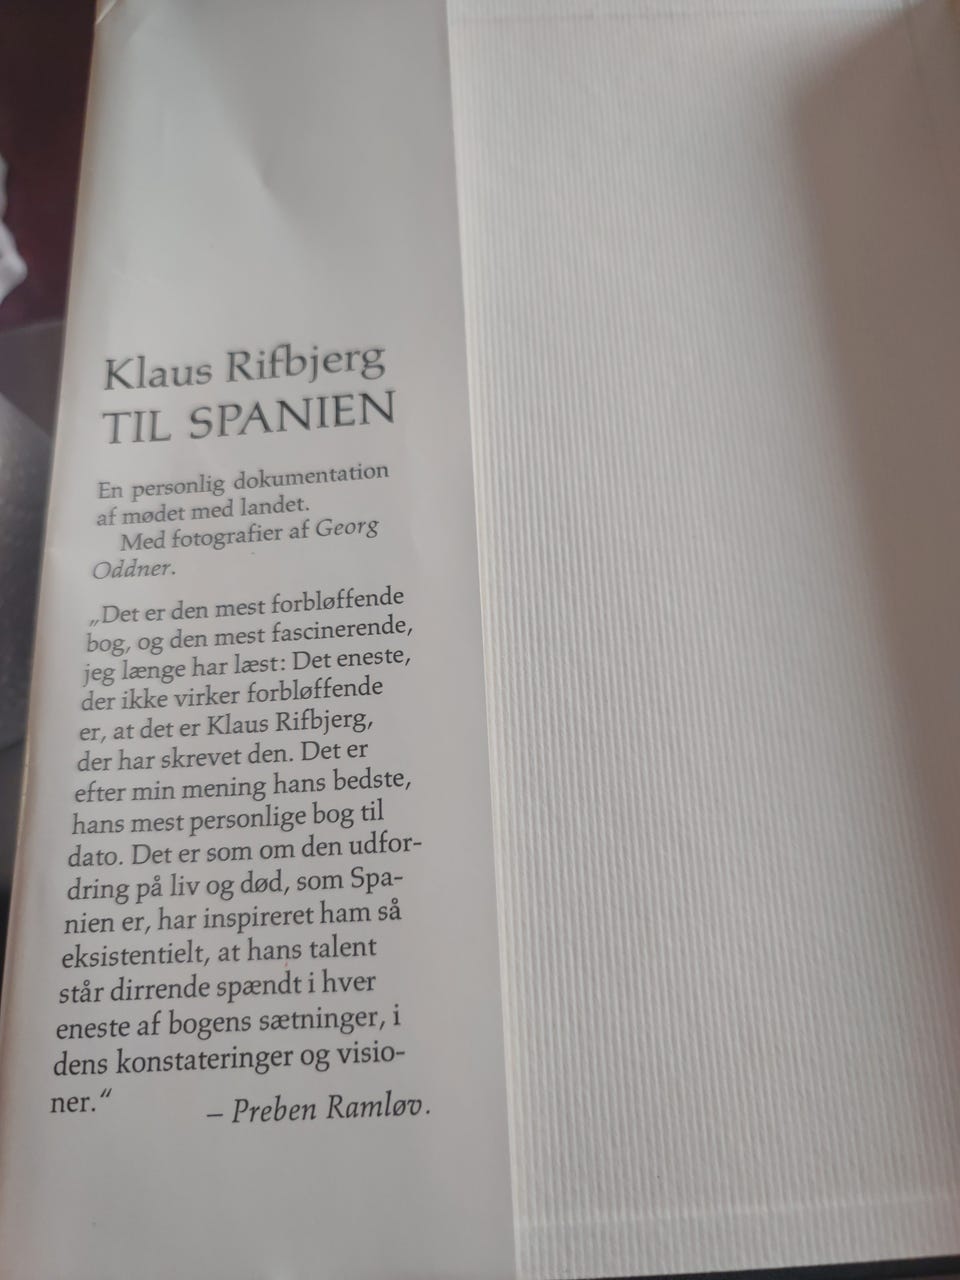 Klaus Rifbjerg
TIL SPANIEN
En personlig dokumentation
af mødet med landet.
Med fotografier af Georg
Oddner.
„Det er den mest forbløffende
bog, og den mest fascinerende,
jeg længe har læst: Det eneste,
der ikke virker forbløffende
er, at det er Klaus Rifbjerg,
der har skrevet den. Det er
efter min mening hans bedste,
hans mest personlige bog til
dato. Det er som om den udfor-
dring på liv og død, som Spa-
nien er, har inspireret ham så
eksistentielt, at hans talent
står dirrende spændt i hver
eneste af bogens sætninger, i
dens konstateringer og visio-
ner.“
– Preben Ramløv.